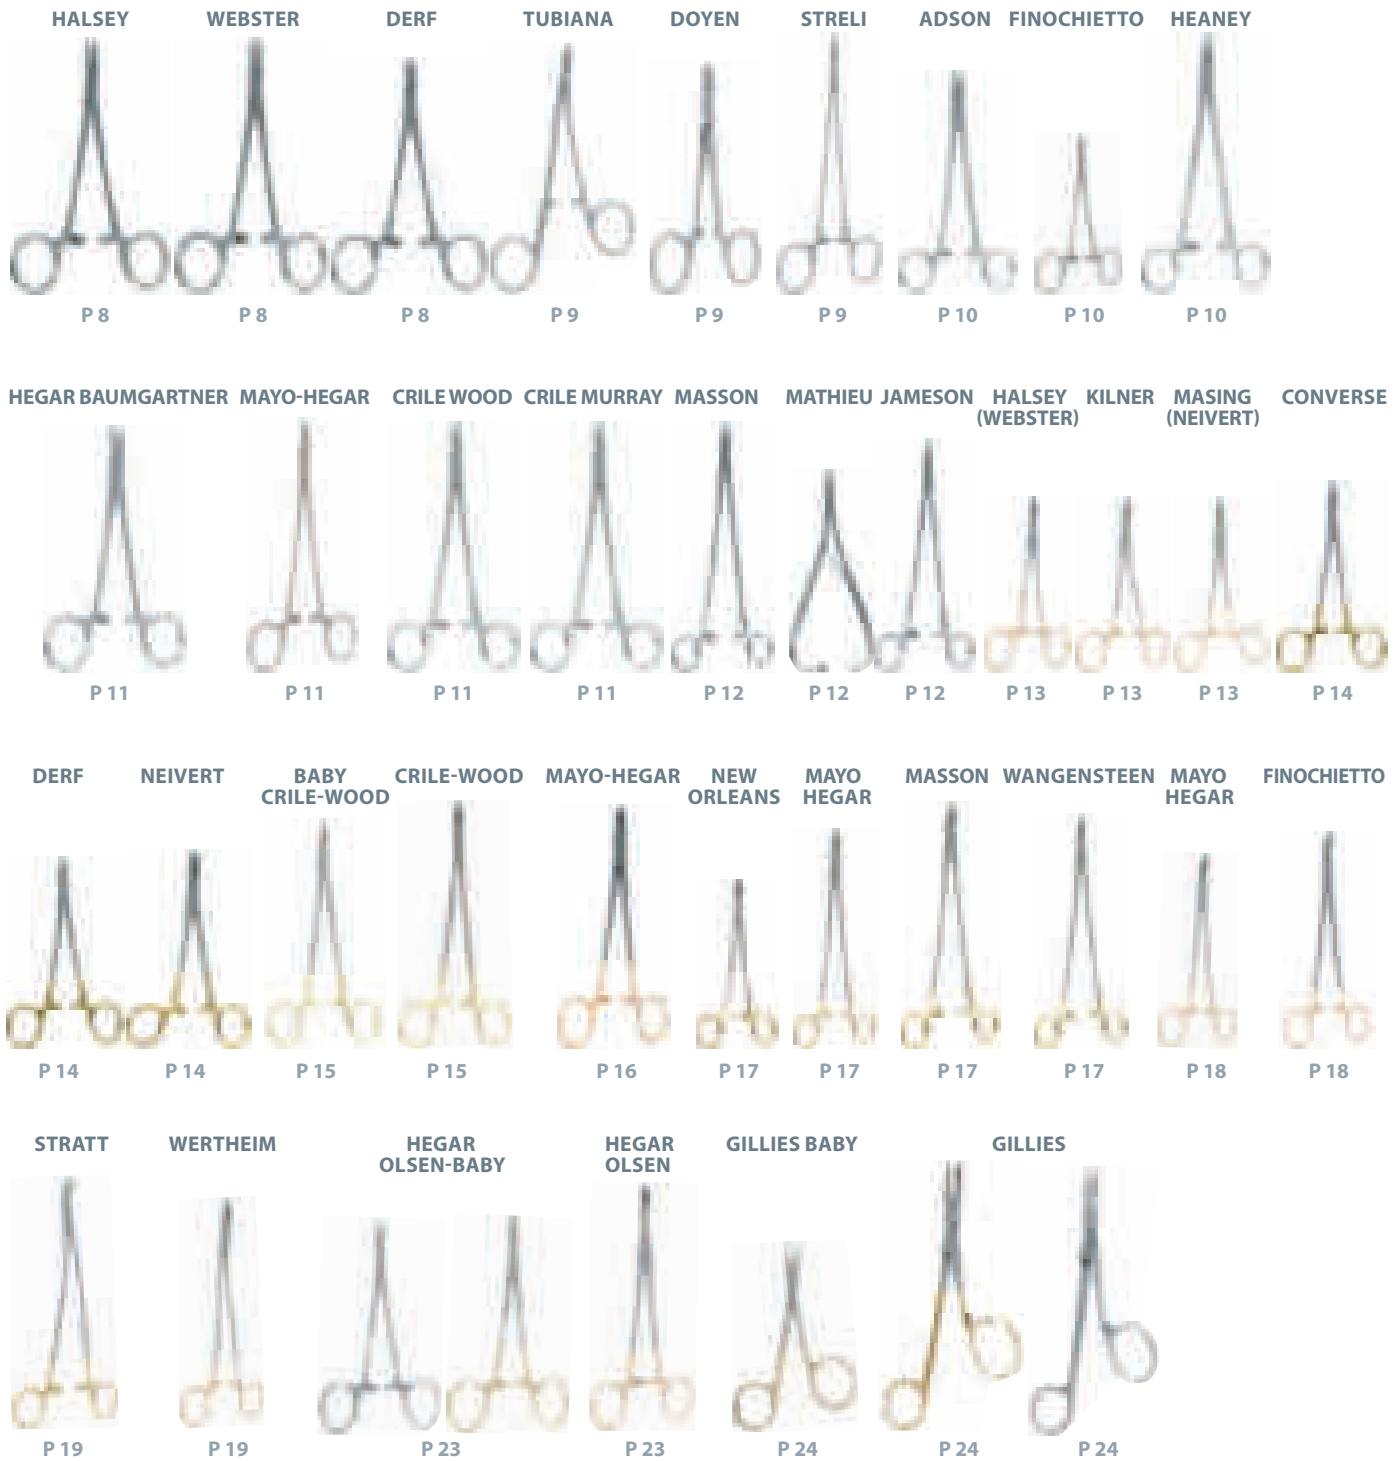 HALSEY WEBSTER DERF TUBIANA DOYEN STRELI ADSON FINOCHIETTO HEANEY
P 8 P 8 P 8 P 9 P 9 P 9 P 10 P 10 P 10
HEGAR BAUMGARTNER MAYO-HEGAR CRILE WOOD CRILE MURRAY MASSON MATHIEU JAMESON HALSEY KILNER MASING CONVERSE
(WEBSTER) (NEIVERT)
P 11 P 11 P 11 P 11 P 12 P 12 P 12 P 13 P 13 P 13 P 14
DERF NEIVERT BABY CRILE-WOOD MAYO-HEGAR NEW MAYO MASSON WANGENSTEEN MAYO FINOCHIETTO
CRILE-WOOD ORLEANS HEGAR HEGAR
P 14 P 14 P 15 P 15 P 16 P 17 P 17 P 17 P 17 P 18 P 18
STRATT WERTHEIM HEGAR HEGAR GILLIES BABY GILLIES
OLSEN-BABY OLSEN
P 19 P 19 P 23 P 23 P 24 P 24 P 24